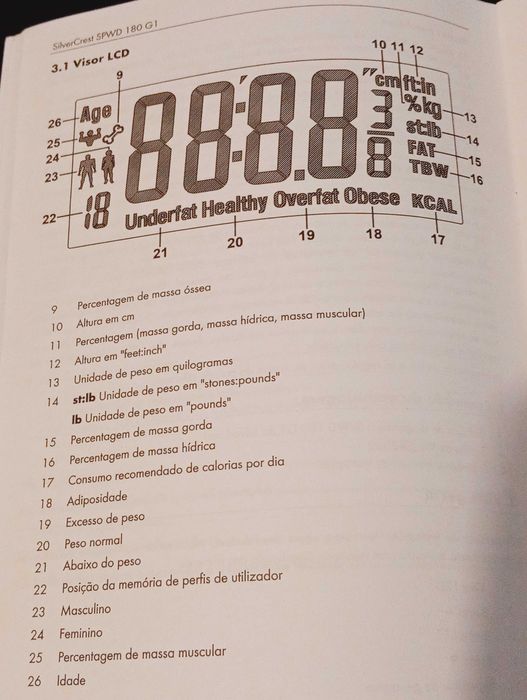 SilverCrest SPWD 180 G1
3.1 Visor LCD
9
10 11 12
26 Age 88:88 " cm ft:in
25 3 % kg 13
24 st:lb 14
23 8 FAT 15
TBW 16
22 18 Underfat Healthy Overfat Obese KCAL
21 20 19 18 17
9 Percentagem de massa óssea
10 Altura em cm
11 Percentagem (massa gorda, massa hídrica, massa muscular)
12 Altura em "feet:inch"
13 Unidade de peso em quilogramas
14 st:lb Unidade de peso em "stones:pounds"
lb Unidade de peso em "pounds"
15 Percentagem de massa gorda
16 Percentagem de massa hídrica
17 Consumo recomendado de calorias por dia
18 Adiposidade
19 Excesso de peso
20 Peso normal
21 Abaixo do peso
22 Posição da memória de perfis de utilizador
23 Masculino
24 Feminino
25 Percentagem de massa muscular
26 Idade